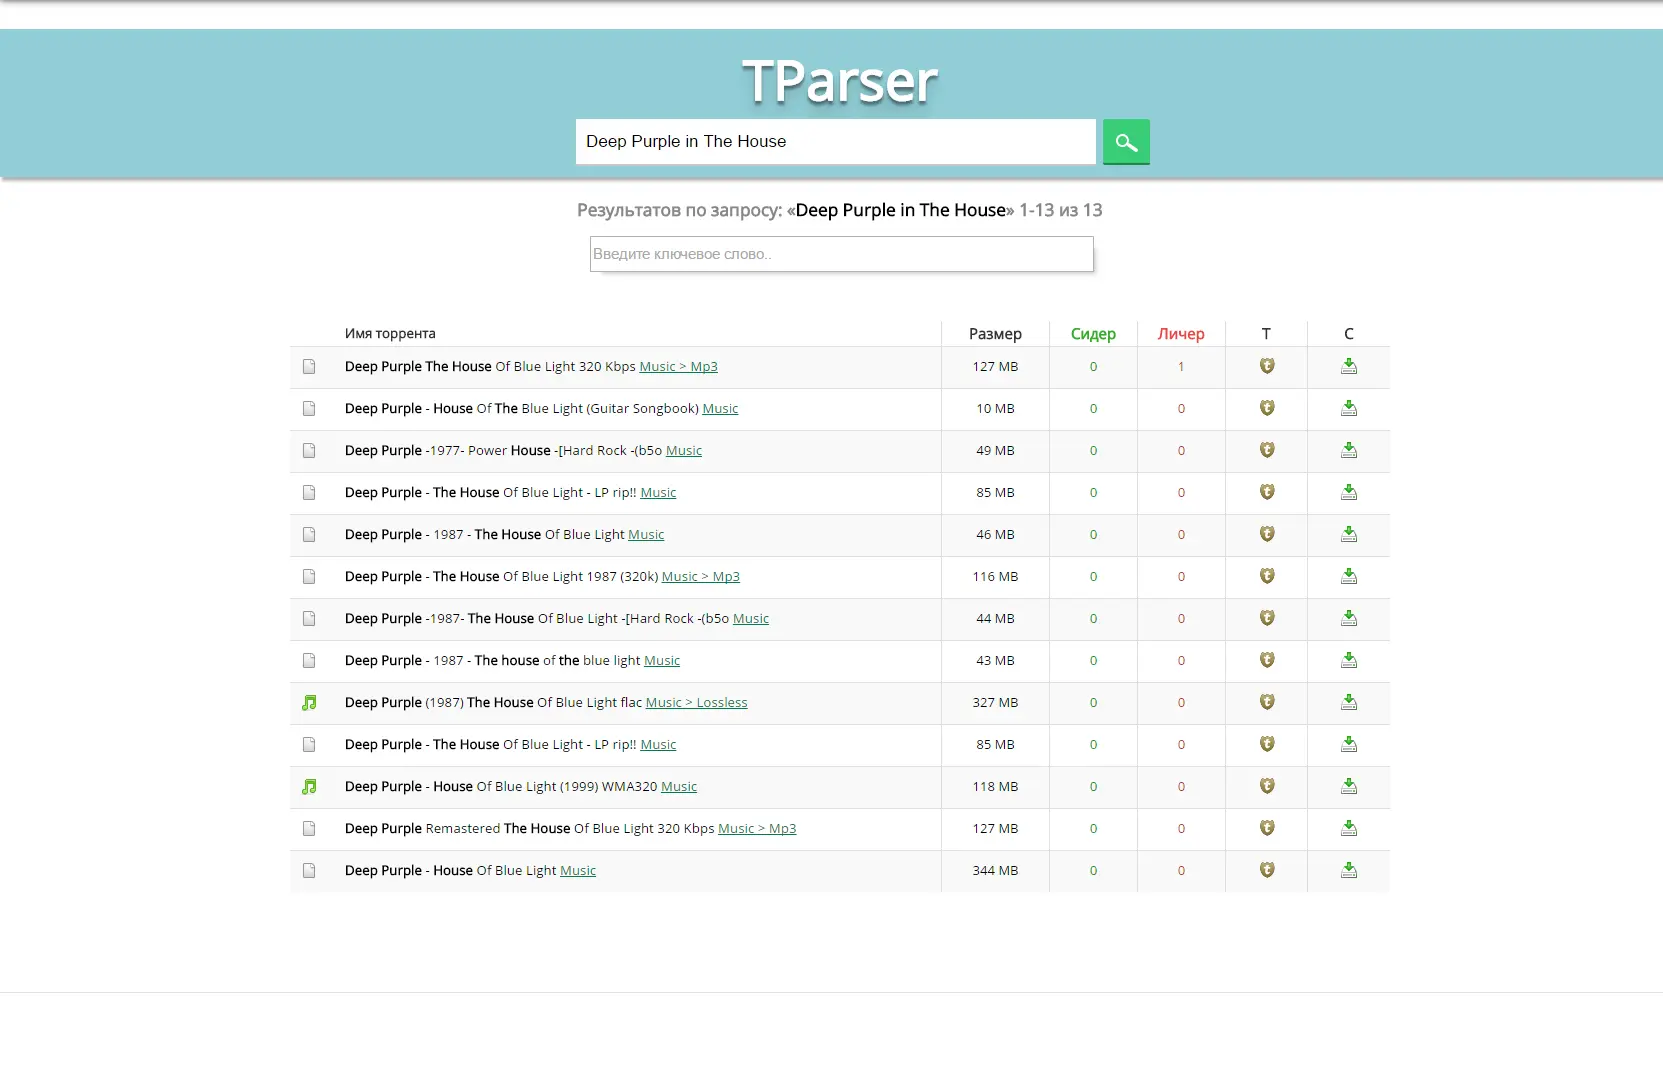 TParser
Deep Purple in The House
Результатов по запросу: «Deep Purple in The House» 1-13 из 13
Введите ключевое слово..
Имя торрента Размер Сидер Личер T C
Deep Purple The House Of Blue Light 320 Kbps Music > Mp3 127 MB 0 1
Deep Purple - House Of The Blue Light (Guitar Songbook) Music 10 MB 0 0
Deep Purple -1977- Power House -[Hard Rock -(b5o Music 49 MB 0 0
Deep Purple - The House Of Blue Light - LP rip!! Music 85 MB 0 0
Deep Purple - 1987 - The House Of Blue Light Music 46 MB 0 0
Deep Purple - The House Of Blue Light 1987 (320k) Music > Mp3 116 MB 0 0
Deep Purple -1987- The House Of Blue Light -[Hard Rock -(b5o Music 44 MB 0 0
Deep Purple - 1987 - The house of the blue light Music 43 MB 0 0
Deep Purple (1987) The House Of Blue Light flac Music > Lossless 327 MB 0 0
Deep Purple - The House Of Blue Light - LP rip!! Music 85 MB 0 0
Deep Purple - House Of Blue Light (1999) WMA320 Music 118 MB 0 0
Deep Purple Remastered The House Of Blue Light 320 Kbps Music > Mp3 127 MB 0 0
Deep Purple - House Of Blue Light Music 344 MB 0 0